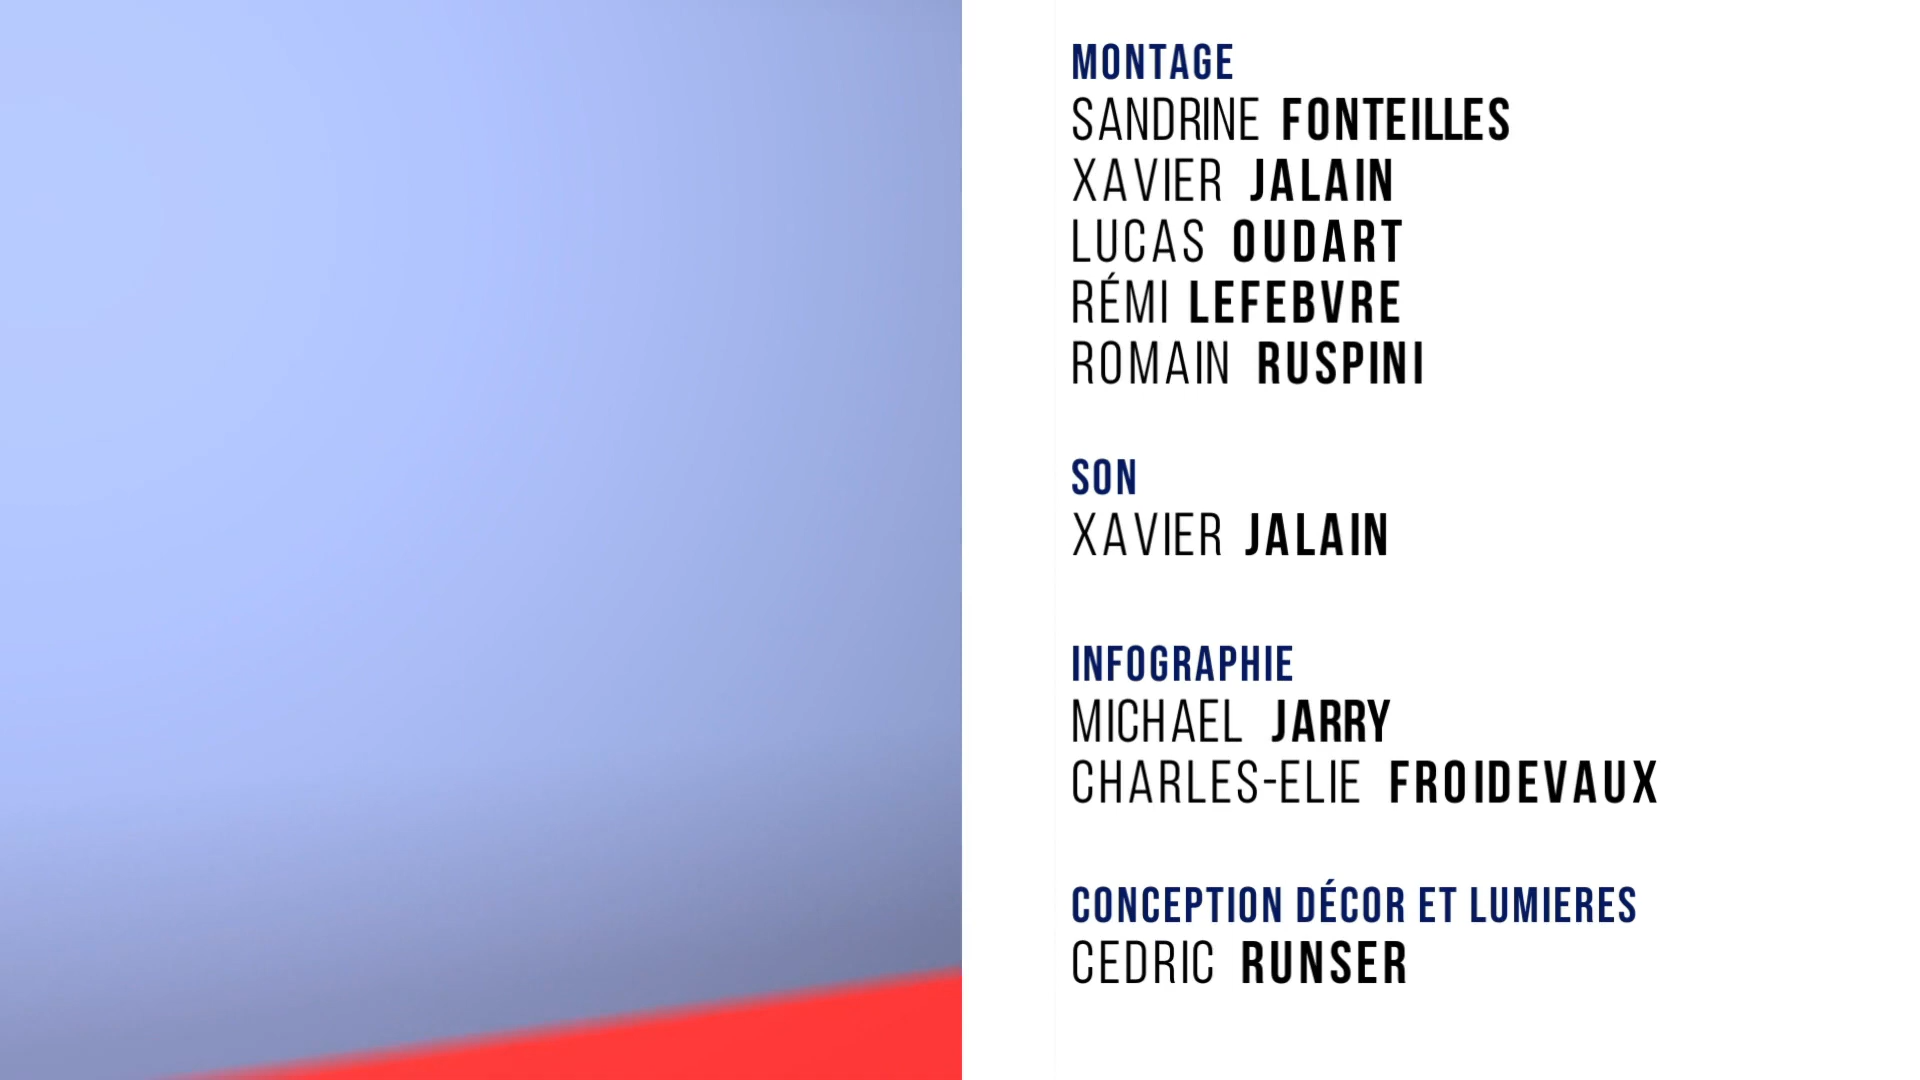 MONTAGE
SANDRINE FONTEILLES
XAVIER JALAIN
LUCAS OUDART
RÉMI LEFEBVRE
ROMAIN RUSPINI
SON
XAVIER JALAIN
INFOGRAPHIE
MICHAEL JARRY
CHARLES-ELIE FROIDEVAUX
CONCEPTION DÉCOR ET LUMIERES
CEDRIC RUNSER